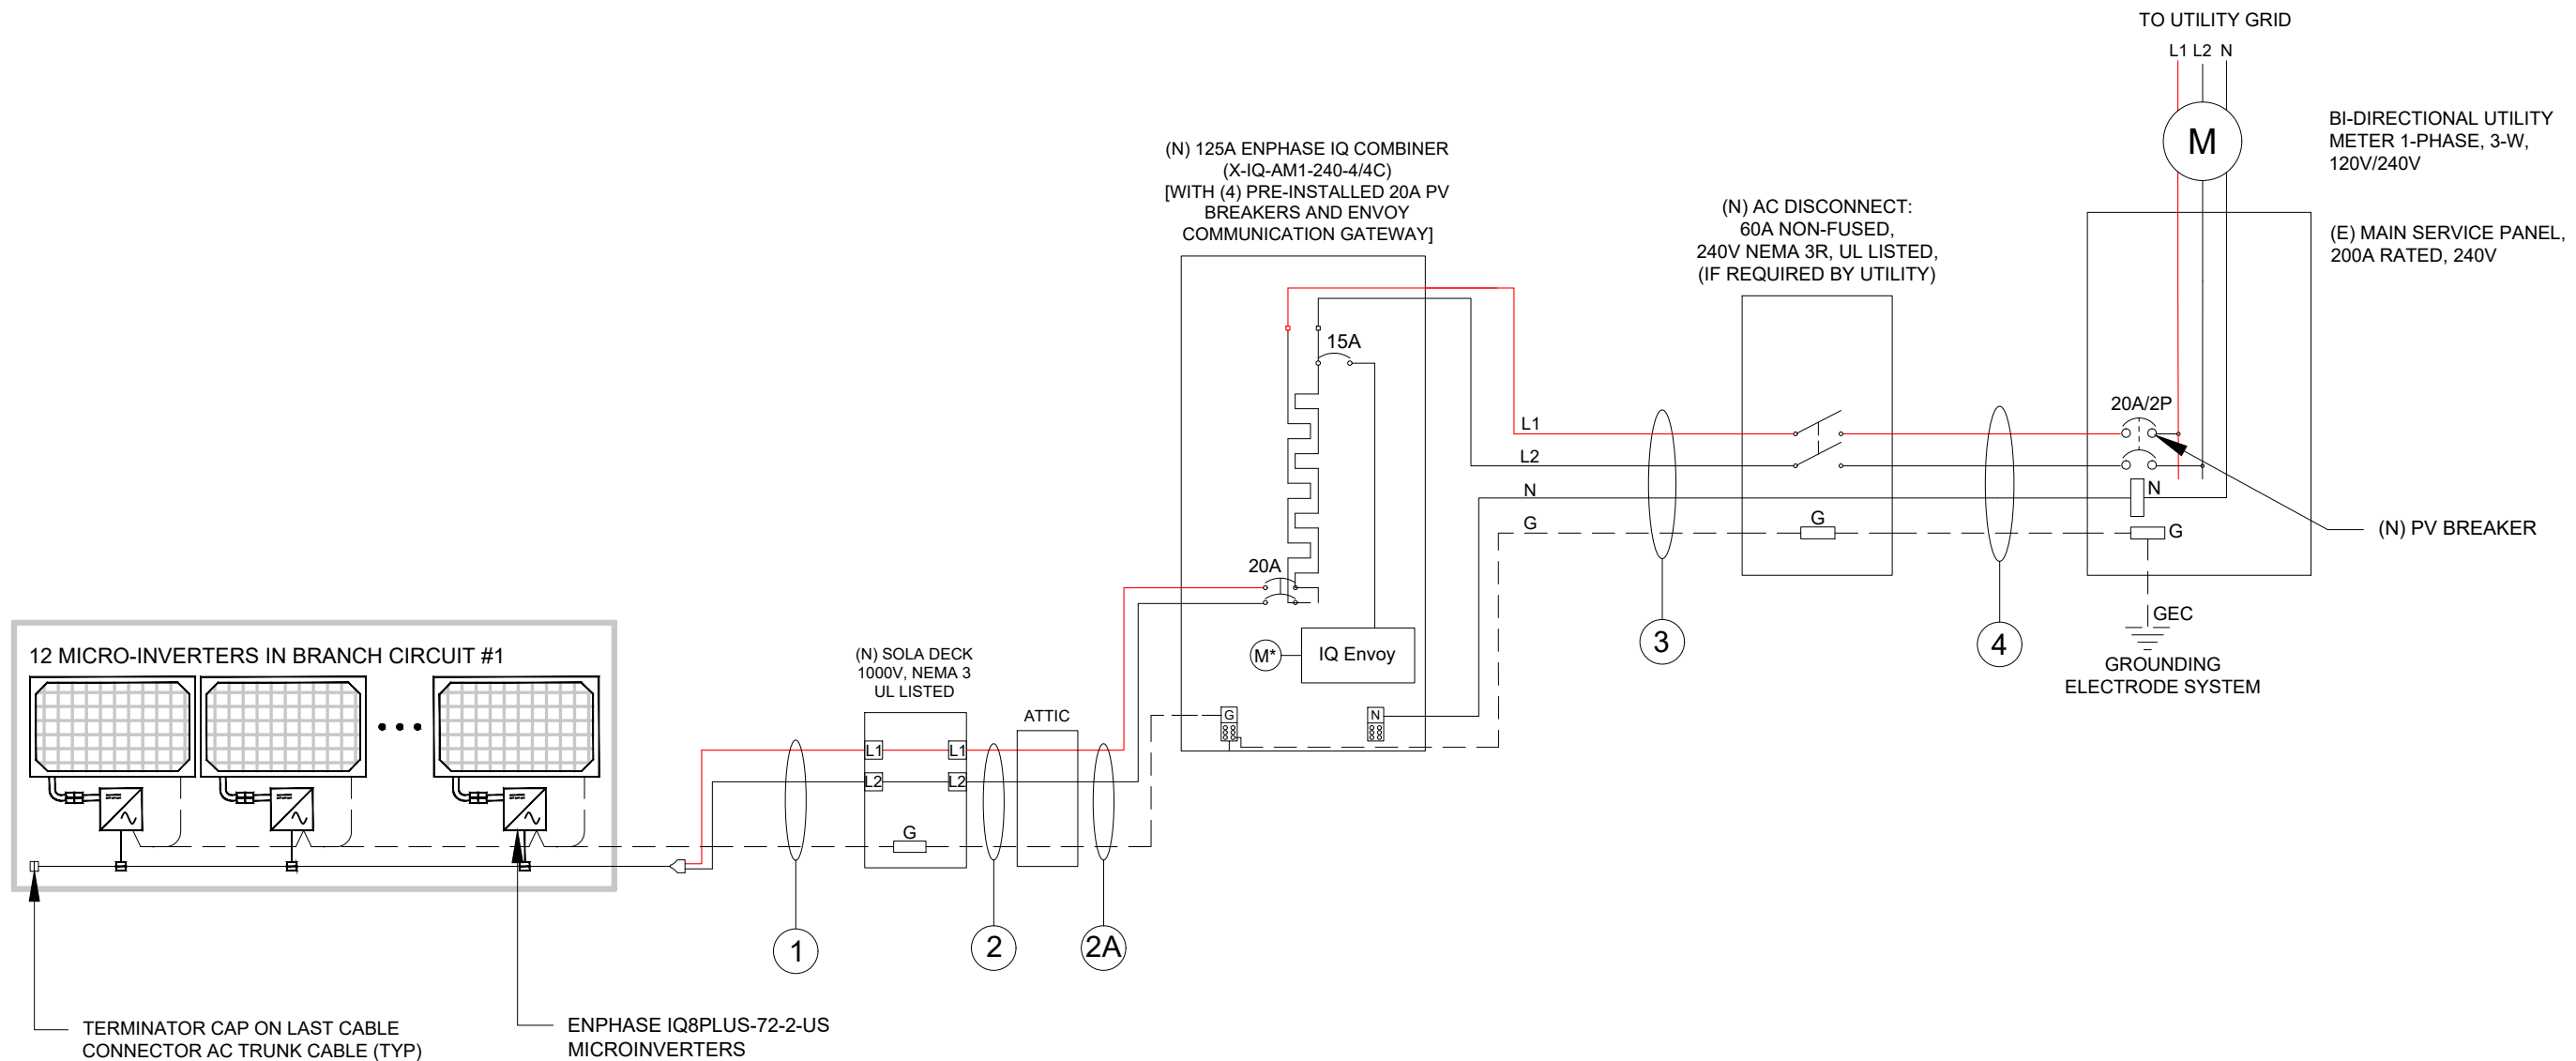 TO UTILITY GRID
L1 L2 N
M
BI-DIRECTIONAL UTILITY
METER 1-PHASE, 3-W,
120V/240V
(E) MAIN SERVICE PANEL,
200A RATED, 240V
(N) 125A ENPHASE IQ COMBINER
(X-IQ-AM1-240-4/4C)
[WITH (4) PRE-INSTALLED 20A PV
BREAKERS AND ENVOY
COMMUNICATION GATEWAY]
(N) AC DISCONNECT:
60A NON-FUSED,
240V NEMA 3R, UL LISTED,
(IF REQUIRED BY UTILITY)
15A
20A/2P
L1
L2
N
N
G
G
G
(N) PV BREAKER
20A
GEC
GROUNDING
ELECTRODE SYSTEM
3
4
M*
IQ Envoy
G
N
12 MICRO-INVERTERS IN BRANCH CIRCUIT #1
(N) SOLA DECK
1000V, NEMA 3
UL LISTED
ATTIC
L1
L1
L2
L2
G
1
2
2A
TERMINATOR CAP ON LAST CABLE
CONNECTOR AC TRUNK CABLE (TYP)
ENPHASE IQ8PLUS-72-2-US
MICROINVERTERS